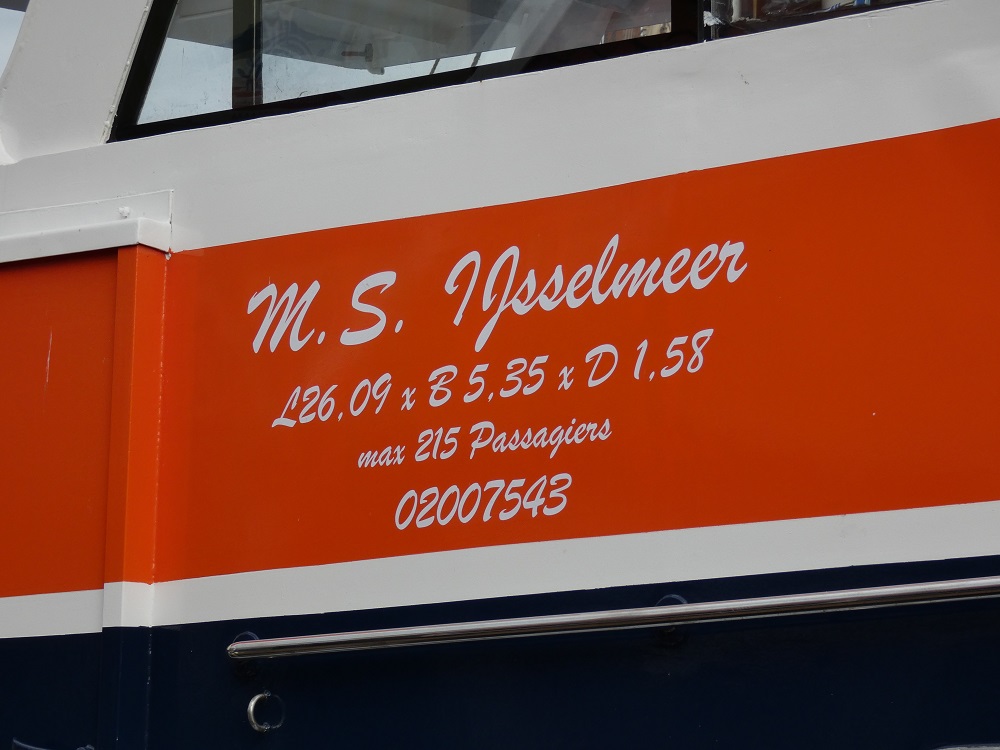 M. S. IJsselmeer
L26,09 x B 5,35 x D 1,58
max 215 Passagiers
02007543